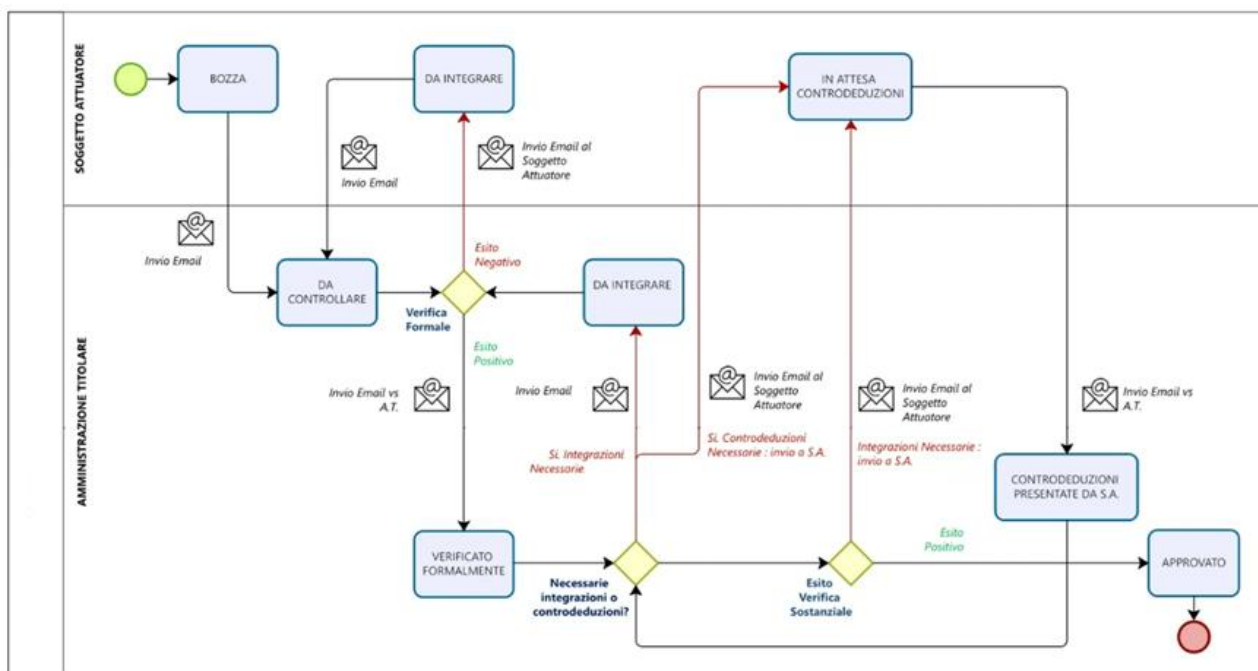 SOGGETTO ATTUATORE
BOZZA
DA INTEGRARE
IN ATTESA
CONTRODEDUZIONI
Invio Email
Invio Email al
Soggetto
Attuatore
Invio Email
AMMINISTRAZIONE TITOLARE
DA
CONTROLLARE
Verifica
Formale
Esito
Negativo
DA INTEGRARE
Esito
Positivo
Invio Email vs
A.T.
Invio Email
Invio Email al
Soggetto
Attuatore
Invio Email al
Soggetto
Attuatore
Invio Email vs
A.T.
Si. Integrazioni
Necessarie
Si. Controdeduzioni
Necessarie : invio a S.A.
Integrazioni Necessarie :
invio a S.A.
CONTRODEDUZIONI
PRESENTATE DA S.A.
VERIFICATO
FORMALMENTE
Necessarie
integrazioni o
controdeduzioni?
Esito
Verifica
Sostanziale
Esito
Positivo
APPROVATO